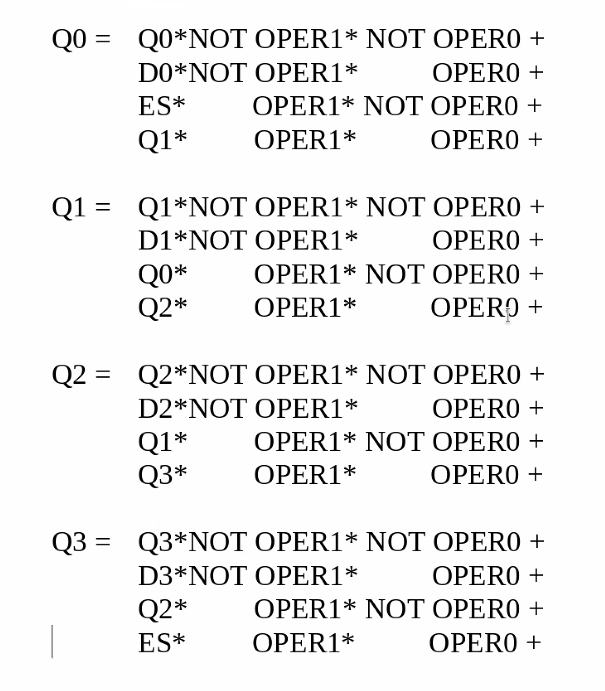 Q0 = Q0*NOT OPER1* NOT OPER0 +
D0*NOT OPER1* OPER0 +
ES* OPER1* NOT OPER0 +
Q1* OPER1* OPER0 +
Q1 = Q1*NOT OPER1* NOT OPER0 +
D1*NOT OPER1* OPER0 +
Q0* OPER1* NOT OPER0 +
Q2* OPER1* OPER0 +
Q2 = Q2*NOT OPER1* NOT OPER0 +
D2*NOT OPER1* OPER0 +
Q1* OPER1* NOT OPER0 +
Q3* OPER1* OPER0 +
Q3 = Q3*NOT OPER1* NOT OPER0 +
D3*NOT OPER1* OPER0 +
Q2* OPER1* NOT OPER0 +
ES* OPER1* OPER0 +